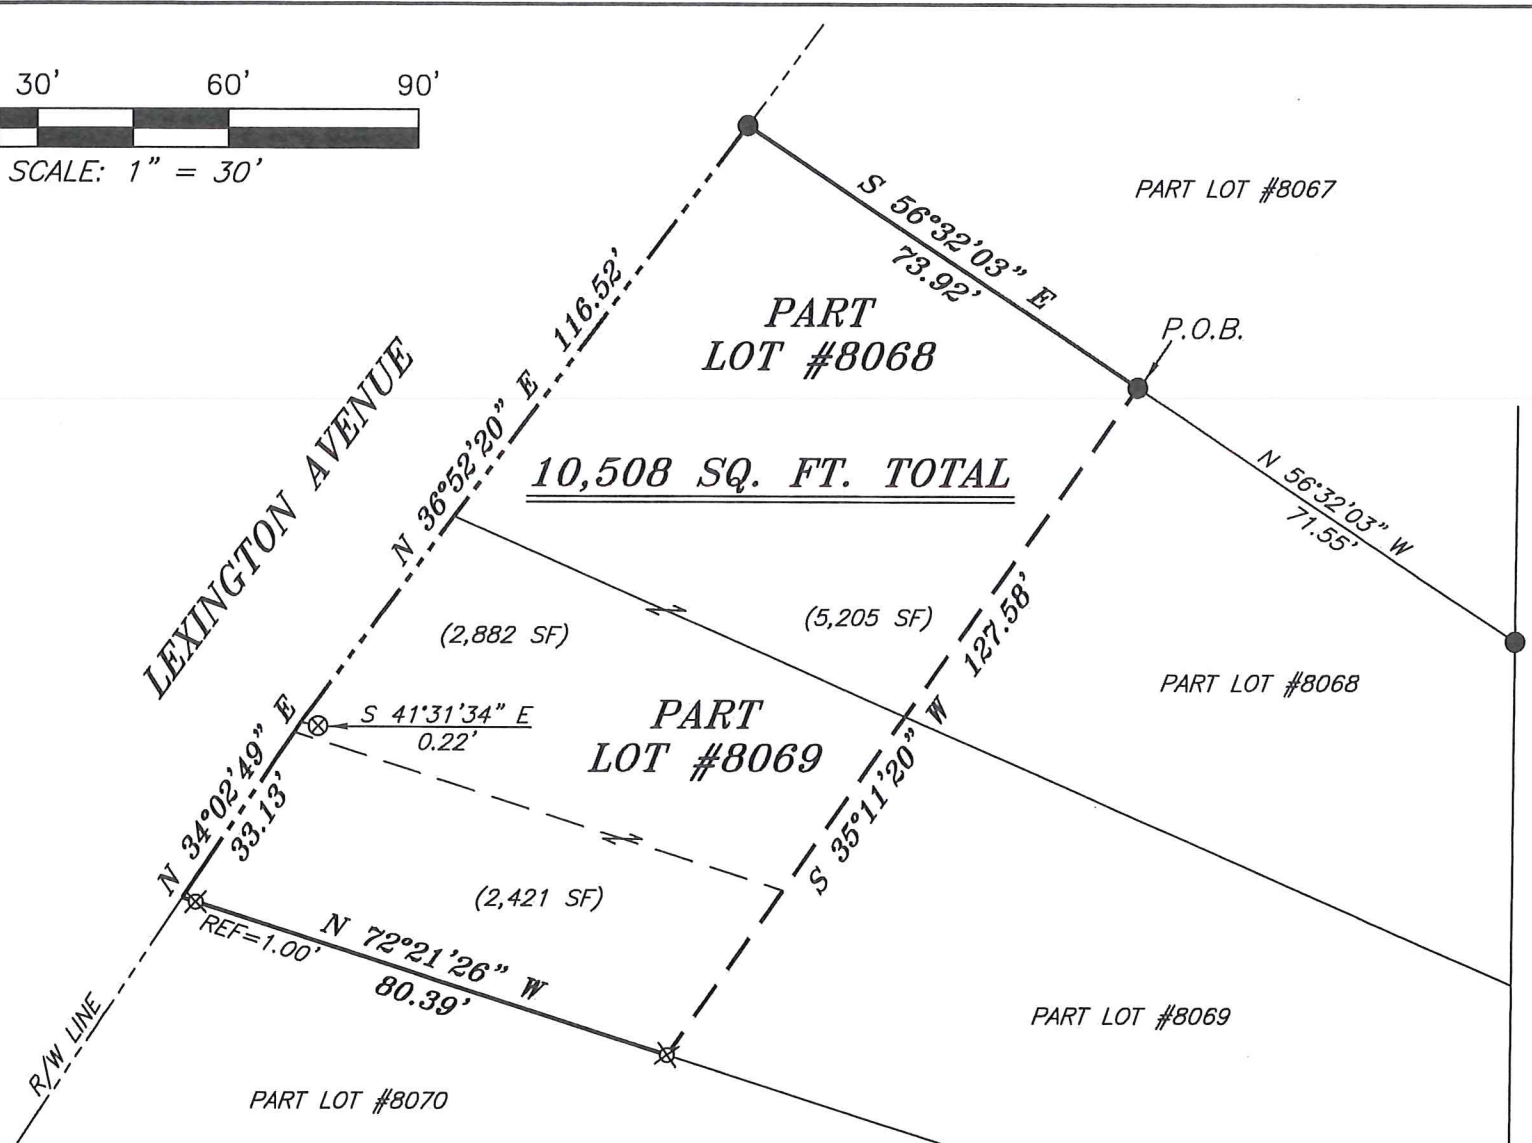 30' 60' 90'
SCALE: 1" = 30'
PART LOT #8067
S 56°32'03" E
73.92'
P.O.B.
PART
LOT #8068
N 36°52'20" E 116.52'
LEXINGTON AVENUE
10,508 SQ. FT. TOTAL
N 56°32'03" W
71.55'
(2,882 SF)
(5,205 SF)
S 35°11'20" W 127.58'
PART LOT #8068
S 41°31'34" E
0.22'
PART
LOT #8069
N 34°02'49" E
33.13'
(2,421 SF)
REF=1.00'
N 72°21'26" W
80.39'
R/W LINE
PART LOT #8069
PART LOT #8070